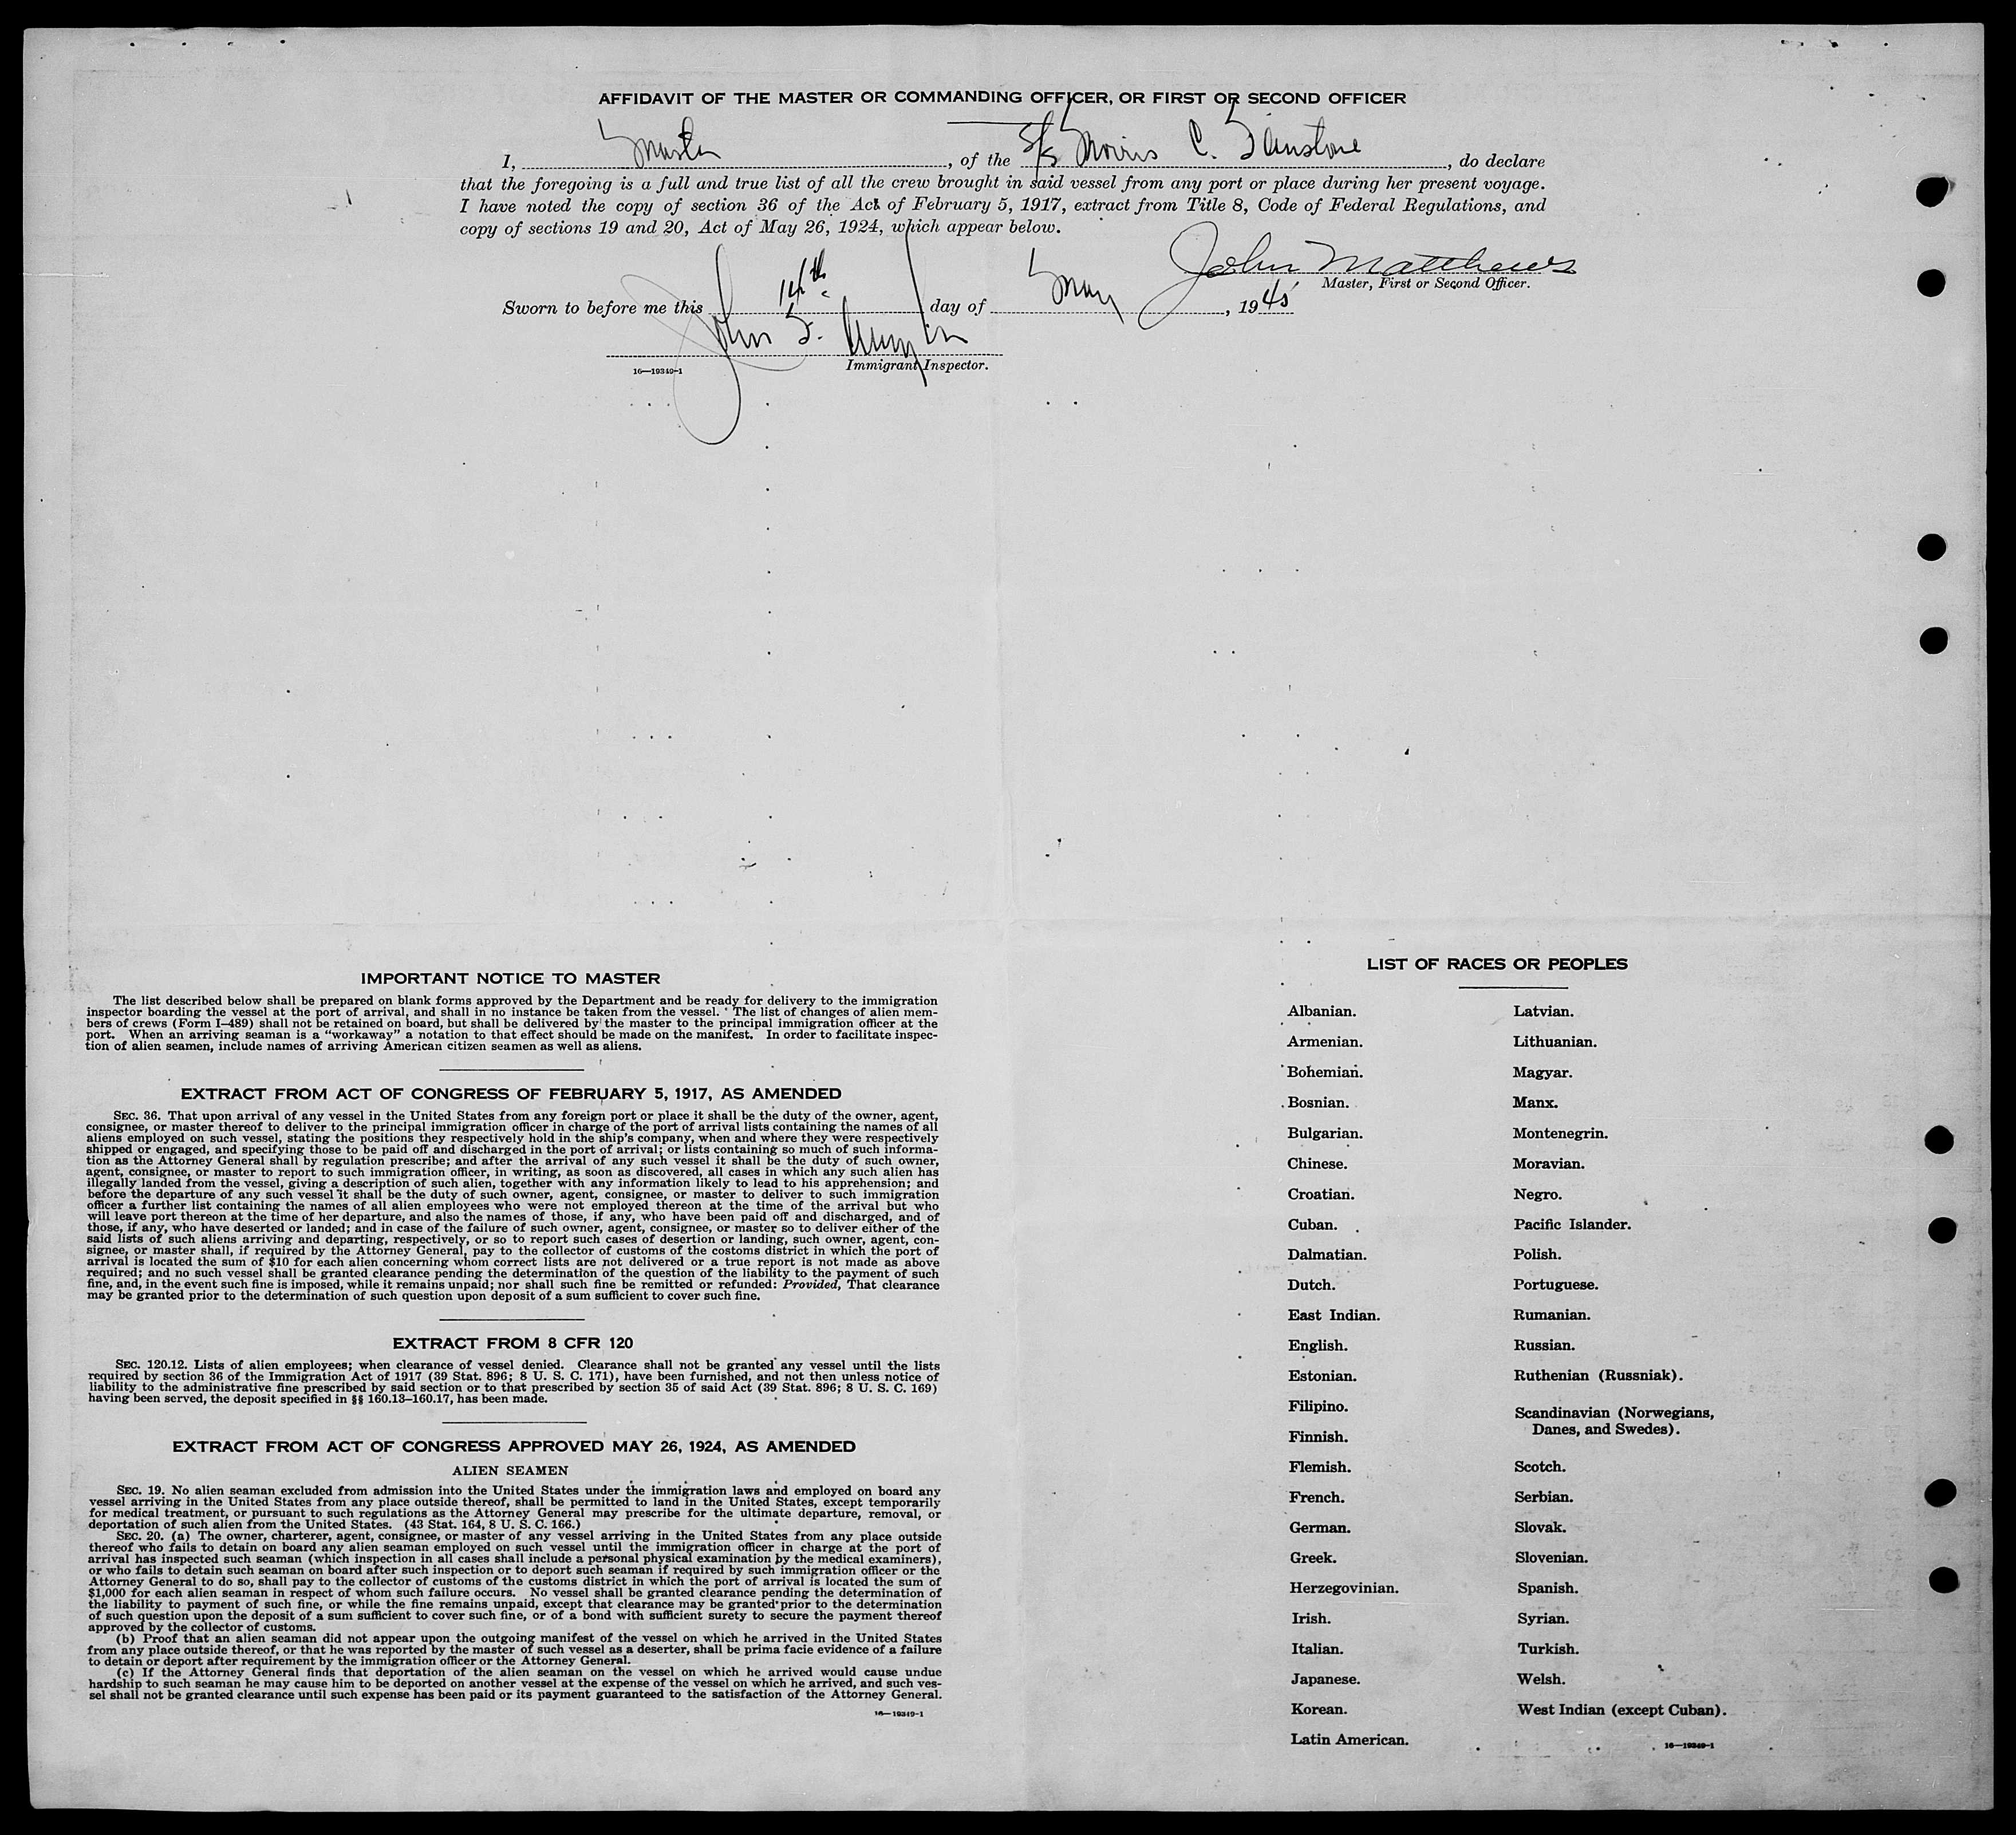 AFFIDAVIT OF THE MASTER OR COMMANDING OFFICER, OR FIRST OR SECOND OFFICER
I, Master, of the S/S Morris C. Feinstone, do declare
that the foregoing is a full and true list of all the crew brought in said vessel from any port or place during her present voyage.
I have noted the copy of section 36 of the Act of February 5, 1917, extract from Title 8, Code of Federal Regulations, and
copy of sections 19 and 20, Act of May 26, 1924, which appear below.
John Matthews
Master, First or Second Officer.
Sworn to before me this 14th day of May, 1945
John F.
Immigrant Inspector.
16—19349-1
IMPORTANT NOTICE TO MASTER
The list described below shall be prepared on blank forms approved by the Department and be ready for delivery to the immigration
inspector boarding the vessel at the port of arrival, and shall in no instance be taken from the vessel. The list of changes of alien mem-
bers of crews (Form I-489) shall not be retained on board, but shall be delivered by the master to the principal immigration officer at the
port. When an arriving seaman is a “workaway” a notation to that effect should be made on the manifest. In order to facilitate inspec-
tion of alien seamen, include names of arriving American citizen seamen as well as aliens.
EXTRACT FROM ACT OF CONGRESS OF FEBRUARY 5, 1917, AS AMENDED
SEC. 36. That upon arrival of any vessel in the United States from any foreign port or place it shall be the duty of the owner, agent,
consignee, or master thereof to deliver to the principal immigration officer in charge of the port of arrival lists containing the names of all
aliens employed on such vessel, stating the positions they respectively hold in the ship's company, when and where they were respectively
shipped or engaged, and specifying those to be paid off and discharged in the port of arrival; or lists containing so much of such informa-
tion as the Attorney General shall by regulation prescribe; and after the arrival of any such vessel it shall be the duty of such owner,
agent, consignee, or master to report to such immigration officer, in writing, as soon as discovered, all cases in which any such alien has
illegally landed from the vessel, giving a description of such alien, together with any information likely to lead to his apprehension; and
before the departure of any such vessel it shall be the duty of such owner, agent, consignee, or master to deliver to such immigration
officer a further list containing the names of all alien employees who were not employed thereon at the time of the arrival but who
will leave port thereon at the time of her departure, and also the names of those, if any, who have been paid off and discharged, and of
those, if any, who have deserted or landed; and in case of the failure of such owner, agent, consignee, or master so to deliver either of the
said lists of such aliens arriving and departing, respectively, or so to report such cases of desertion or landing, such owner, agent, con-
signee, or master shall, if required by the Attorney General, pay to the collector of customs of the costoms district in which the port of
arrival is located the sum of $10 for each alien concerning whom correct lists are not delivered or a true report is not made as above
required; and no such vessel shall be granted clearance pending the determination of the question of the liability to the payment of such
fine, and, in the event such fine is imposed, while it remains unpaid; nor shall such fine be remitted or refunded: Provided, That clearance
may be granted prior to the determination of such question upon deposit of a sum sufficient to cover such fine.
EXTRACT FROM 8 CFR 120
SEC. 120.12. Lists of alien employees; when clearance of vessel denied. Clearance shall not be granted any vessel until the lists
required by section 36 of the Immigration Act of 1917 (39 Stat. 896; 8 U. S. C. 171), have been furnished, and not then unless notice of
liability to the administrative fine prescribed by said section or to that prescribed by section 35 of said Act (39 Stat. 896; 8 U. S. C. 169)
having been served, the deposit specified in §§ 160.13–160.17, has been made.
EXTRACT FROM ACT OF CONGRESS APPROVED MAY 26, 1924, AS AMENDED
ALIEN SEAMEN
SEC. 19. No alien seaman excluded from admission into the United States under the immigration laws and employed on board any
vessel arriving in the United States from any place outside thereof, shall be permitted to land in the United States, except temporarily
for medical treatment, or pursuant to such regulations as the Attorney General may prescribe for the ultimate departure, removal, or
deportation of such alien from the United States. (43 Stat. 164, 8 U. S. C. 166.)
SEC. 20. (a) The owner, charterer, agent, consignee, or master of any vessel arriving in the United States from any place outside
thereof who fails to detain on board any alien seaman employed on such vessel until the immigration officer in charge at the port of
arrival has inspected such seaman (which inspection in all cases shall include a personal physical examination by the medical examiners),
or who fails to detain such seaman on board after such inspection or to deport such seaman if required by such immigration officer or the
Attorney General to do so, shall pay to the collector of customs of the customs district in which the port of arrival is located the sum of
$1,000 for each alien seaman in respect of whom such failure occurs. No vessel shall be granted clearance pending the determination of
the liability to payment of such fine, or while the fine remains unpaid, except that clearance may be granted prior to the determination
of such question upon the deposit of a sum sufficient to cover such fine, or of a bond with sufficient surety to secure the payment thereof
approved by the collector of customs.
(b) Proof that an alien seaman did not appear upon the outgoing manifest of the vessel on which he arrived in the United States
from any place outside thereof, or that he was reported by the master of such vessel as a deserter, shall be prima facie evidence of a failure
to detain or deport after requirement by the immigration officer or the Attorney General.
(c) If the Attorney General finds that deportation of the alien seaman on the vessel on which he arrived would cause undue
hardship to such seaman he may cause him to be deported on another vessel at the expense of the vessel on which he arrived, and such ves-
sel shall not be granted clearance until such expense has been paid or its payment guaranteed to the satisfaction of the Attorney General.
16—19349-1
LIST OF RACES OR PEOPLES
Albanian.
Armenian.
Bohemian.
Bosnian.
Bulgarian.
Chinese.
Croatian.
Cuban.
Dalmatian.
Dutch.
East Indian.
English.
Estonian.
Filipino.
Finnish.
Flemish.
French.
German.
Greek.
Herzegovinian.
Irish.
Italian.
Japanese.
Korean.
Latin American.
Latvian.
Lithuanian.
Magyar.
Manx.
Montenegrin.
Moravian.
Negro.
Pacific Islander.
Polish.
Portuguese.
Rumanian.
Russian.
Ruthenian (Russniak).
Scandinavian (Norwegians,
Danes, and Swedes).
Scotch.
Serbian.
Slovak.
Slovenian.
Spanish.
Syrian.
Turkish.
Welsh.
West Indian (except Cuban).
16—19349-1